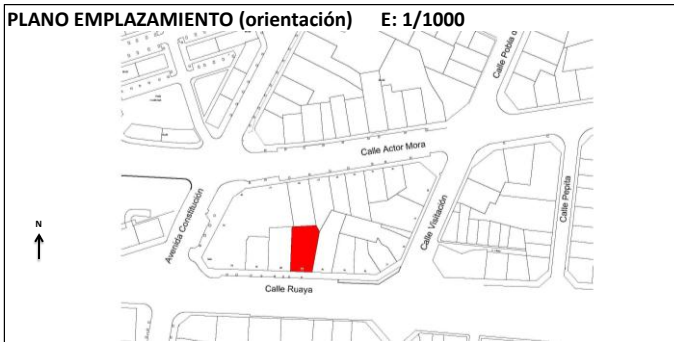 PLANO EMPLAZAMIENTO (orientación) E: 1/1000
Calle Pobla d
Calle Actor Mora
Avenida Constitución
Calle Visitación
Calle Pepita
N
Calle Ruaya